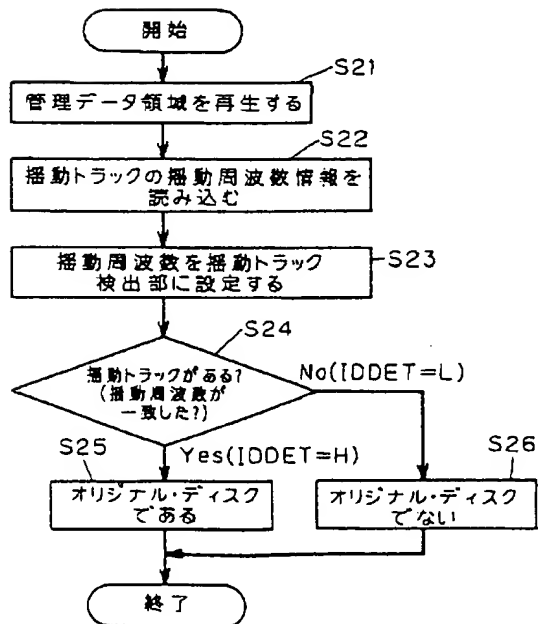 開始
S21
管理データ領域を再生する
S22
揺動トラックの揺動周波数情報を
読み込む
揺動周波数を揺動トラック
検出部に設定する
S23
S24
揺動トラックがある?
(揺動周波数が
一致した?)
No(IDDET=L)
S25
Yes(IDDET=H)
S26
オリジナル・ディスク
である
オリジナル・ディスク
でない
終了